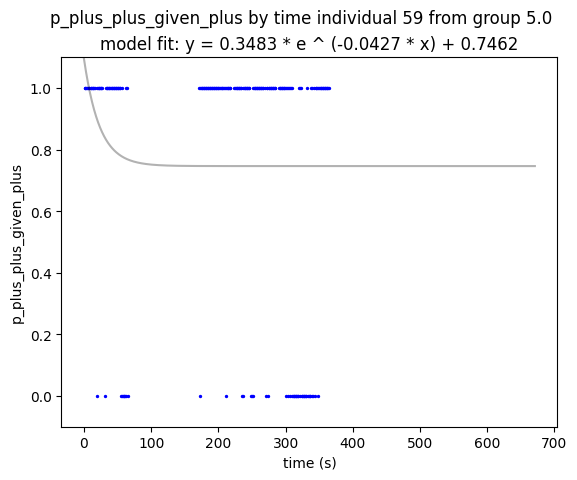 p_plus_plus_given_plus by time individual 59 from group 5.0
model fit: y = 0.3483 * e ^ (-0.0427 * x) + 0.7462
p_plus_plus_given_plus
1.0
0.8
0.6
0.4
0.2
0.0
0 100 200 300 400 500 600 700
time (s)